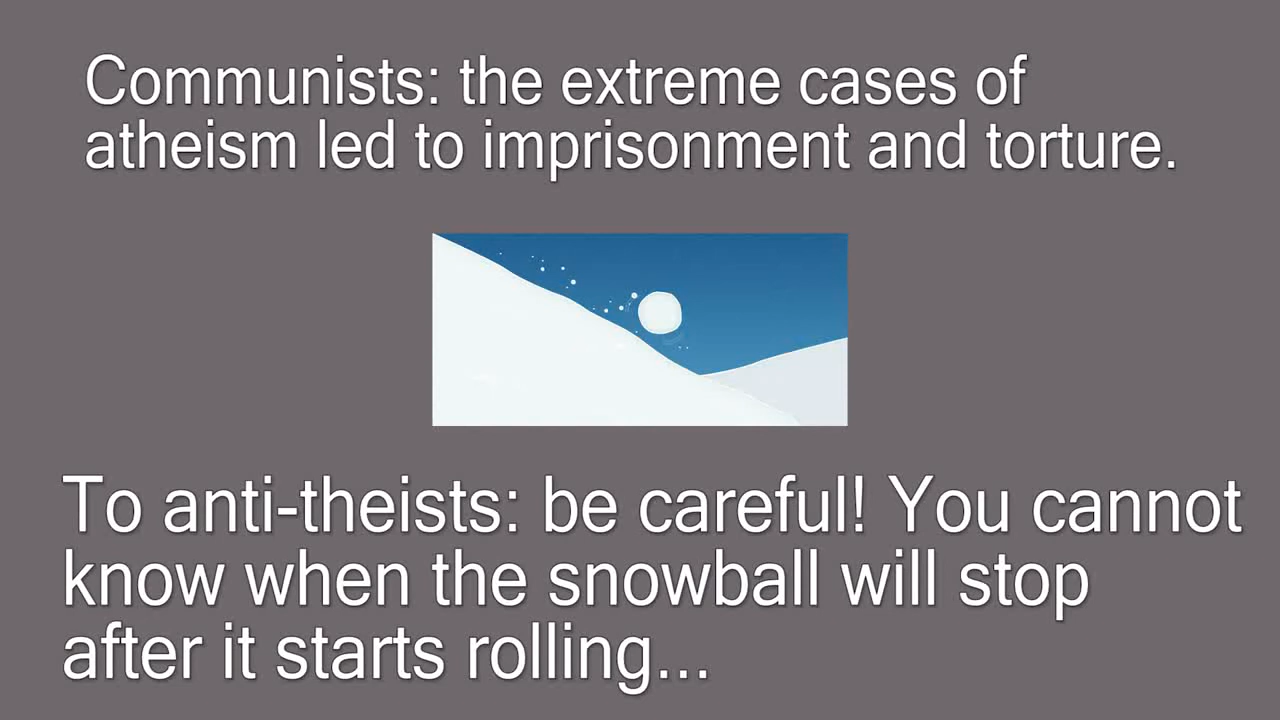 Communists: the extreme cases of
atheism led to imprisonment and torture.
To anti-theists: be careful! You cannot
know when the snowball will stop
after it starts rolling...